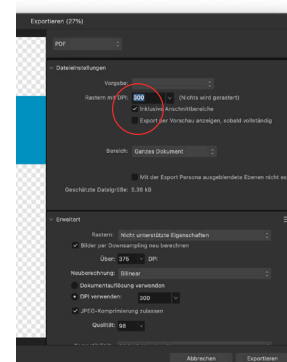 Exportieren (27%)
PDF
Dateieinstellungen
Vorgabe:
Rastern mit DPI: 300 (Nichts wird gerastert)
Inklusive Anschnittbereiche
Export der Vorschau anzeigen, sobald vollständig
Bereich: Ganzes Dokument
Mit der Export Persona ausgeblendete Ebenen nicht es
Geschätzte Dateigröße: 5,36 kB
Erweitert
Rastern: Nicht unterstützte Eigenschaften
Bilder per Downsampling neu berechnen
Über: 375 DPI
Neuberechnung: Bilinear
Dokumentauflösung verwenden
DPI verwenden: 300
JPEG-Komprimierung zulassen
Qualität: 98
Abbrechen Exportieren